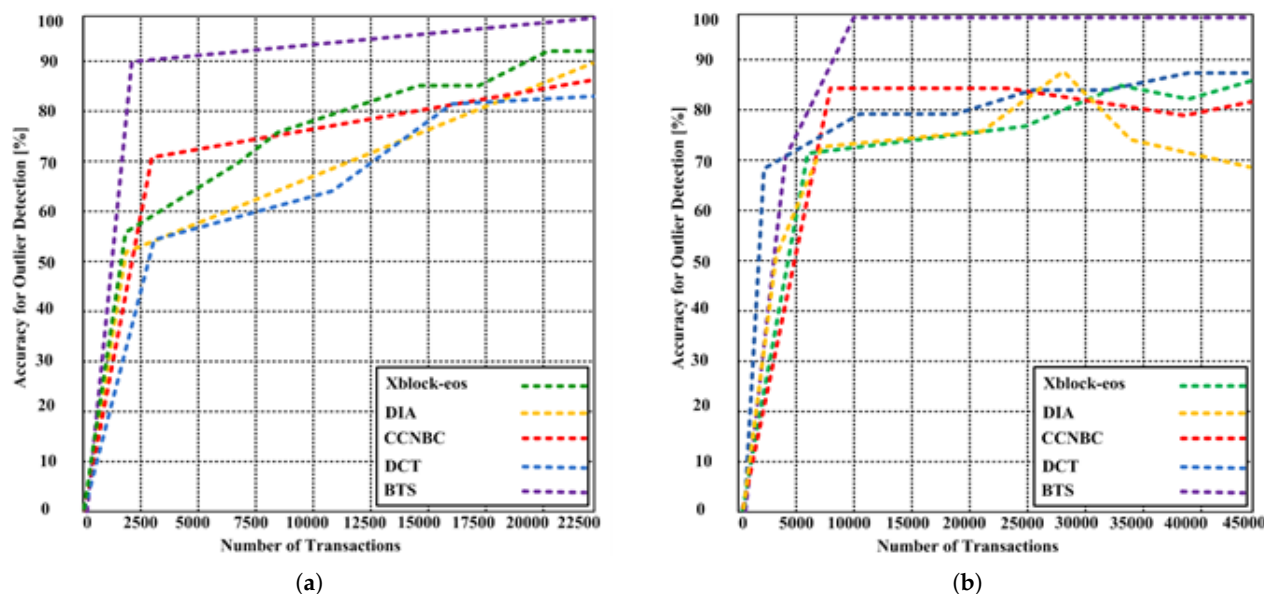 Accuracy for Outlier Detection [%]
100
90
80
70
60
50
40
30
20
10
0
Xblock-eos
DIA
CCNBC
DCT
BTS
0 2500 5000 7500 10000 12500 15000 17500 20000 22500
Number of Transactions
(a)
Accuracy for Outlier Detection [%]
100
90
80
70
60
50
40
30
20
10
0
Xblock-eos
DIA
CCNBC
DCT
BTS
0 5000 10000 15000 20000 25000 30000 35000 40000 45000
Number of Transactions
(b)